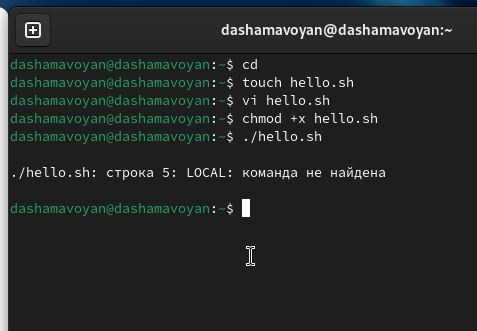 dashamavoyan@dashamavoyan:~
dashamavoyan@dashamavoyan:~$ cd
dashamavoyan@dashamavoyan:~$ touch hello.sh
dashamavoyan@dashamavoyan:~$ vi hello.sh
dashamavoyan@dashamavoyan:~$ chmod +x hello.sh
dashamavoyan@dashamavoyan:~$ ./hello.sh
./hello.sh: строка 5: LOCAL: команда не найдена
dashamavoyan@dashamavoyan:~$